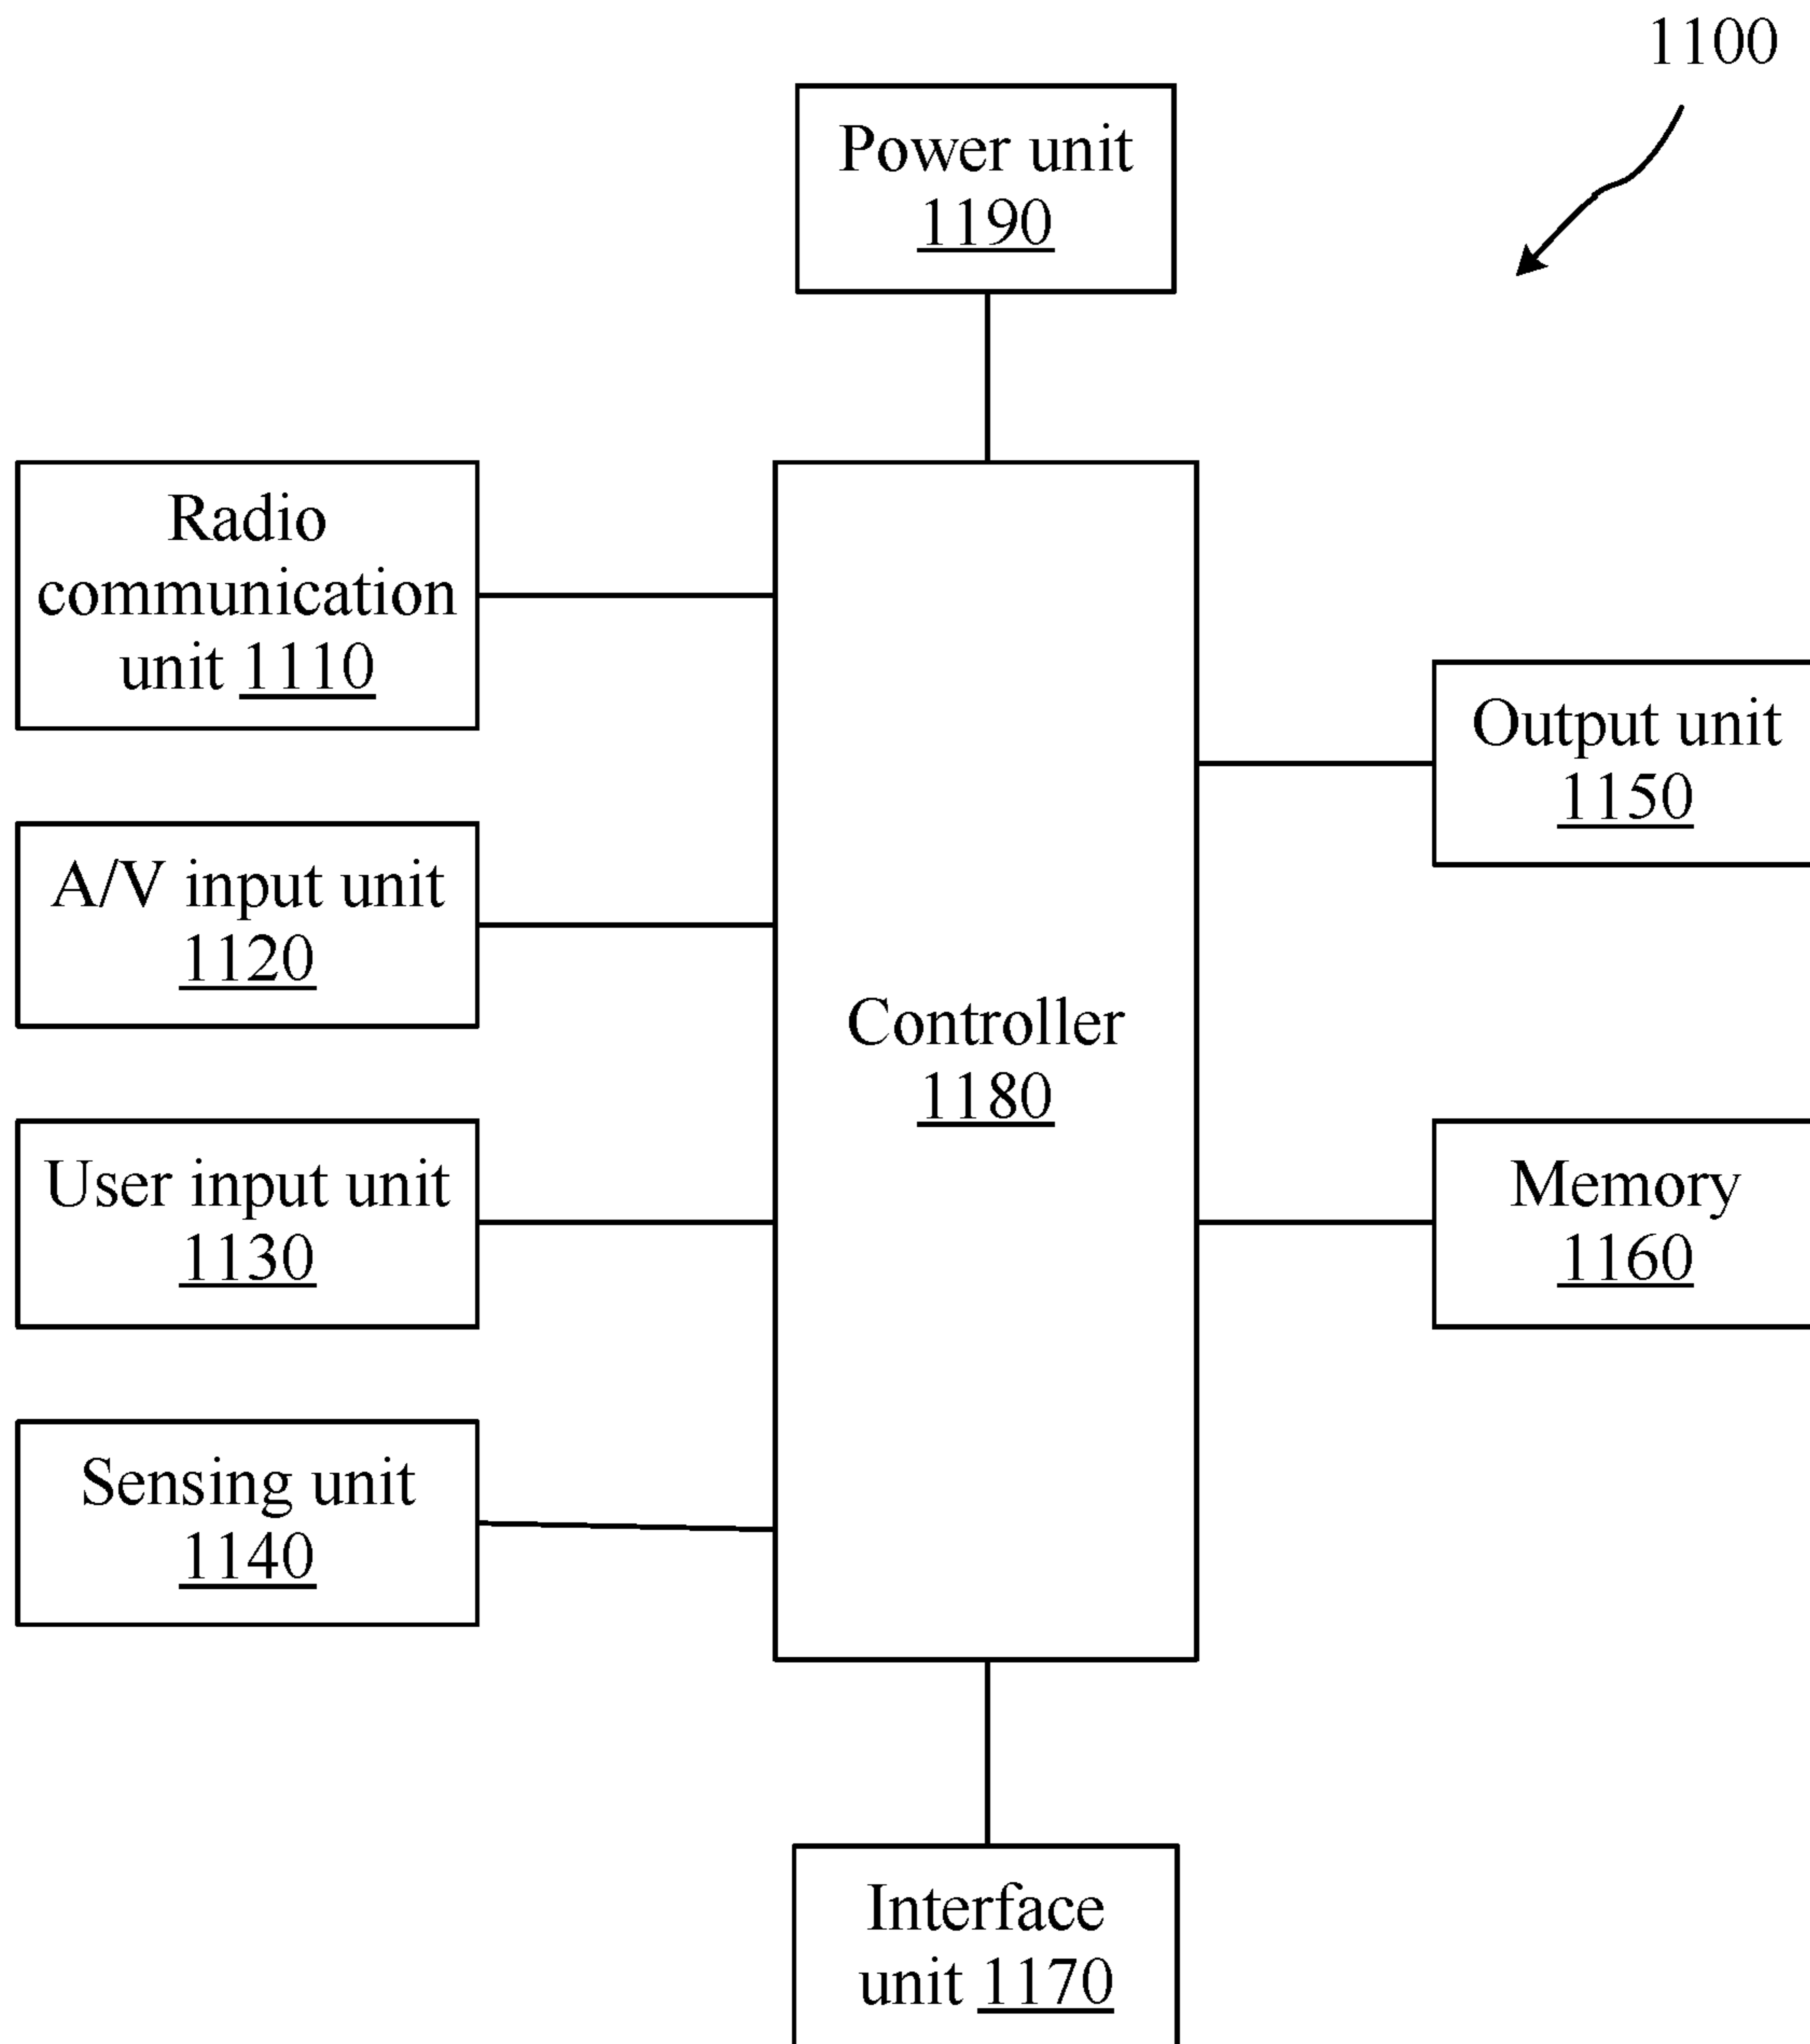 1100
Power unit
1190
Radio
communication
unit 1110
A/V input unit
1120
User input unit
1130
Sensing unit
1140
Controller
1180
Output unit
1150
Memory
1160
Interface
unit 1170